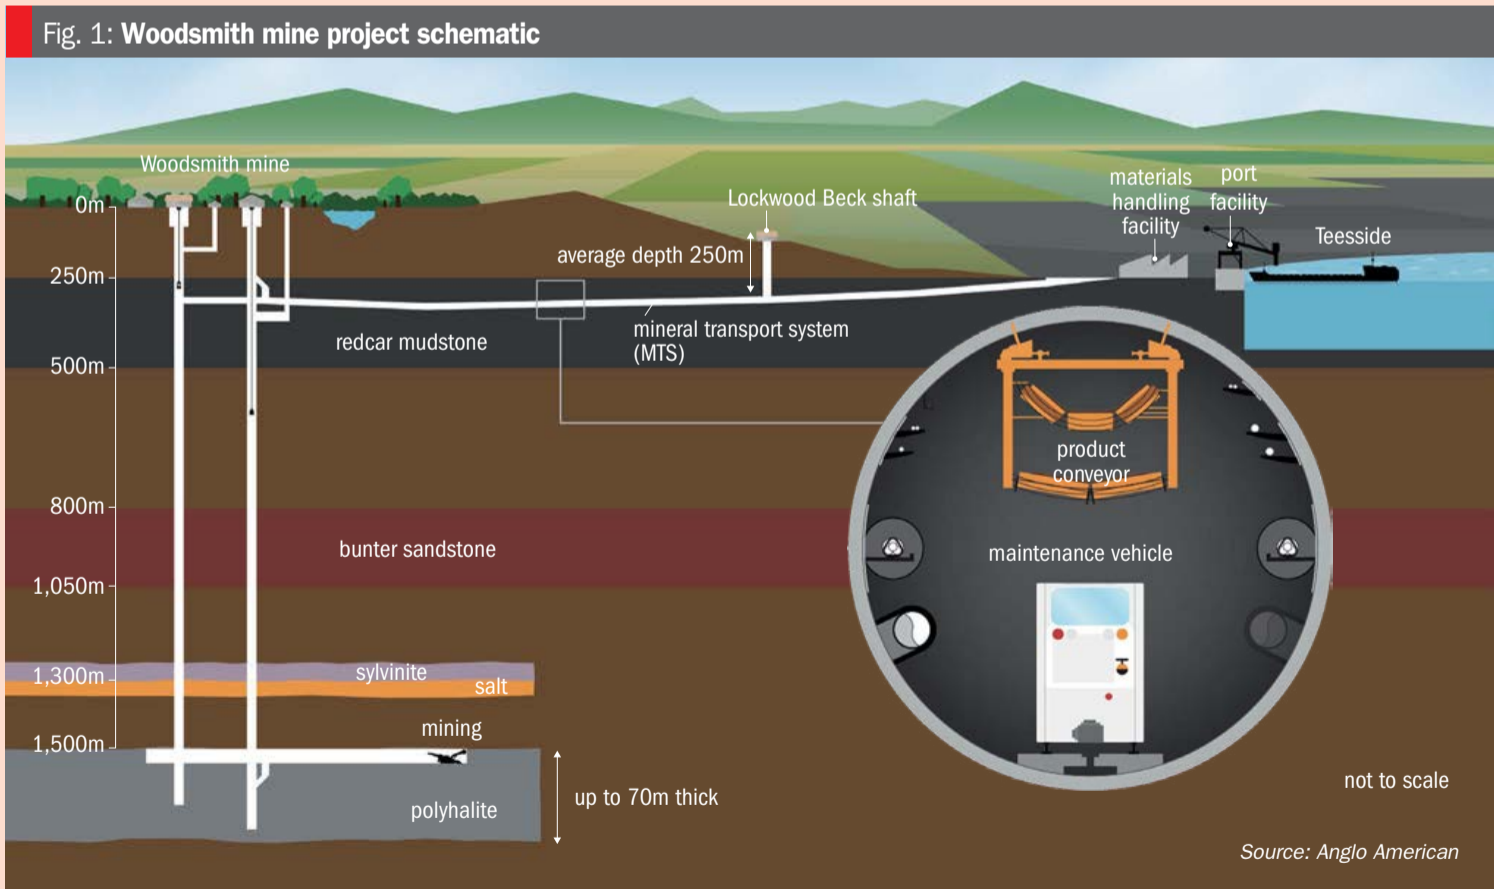 Fig. 1: Woodsmith mine project schematic
Woodsmith mine
0m
Lockwood Beck shaft
materials
handling
facility
port
facility
Teesside
average depth 250m
250m
mineral transport system
(MTS)
redcar mudstone
500m
product
conveyor
800m
bunter sandstone
maintenance vehicle
1,050m
sylvinite
1,300m
salt
mining
1,500m
up to 70m thick
not to scale
polyhalite
Source: Anglo American